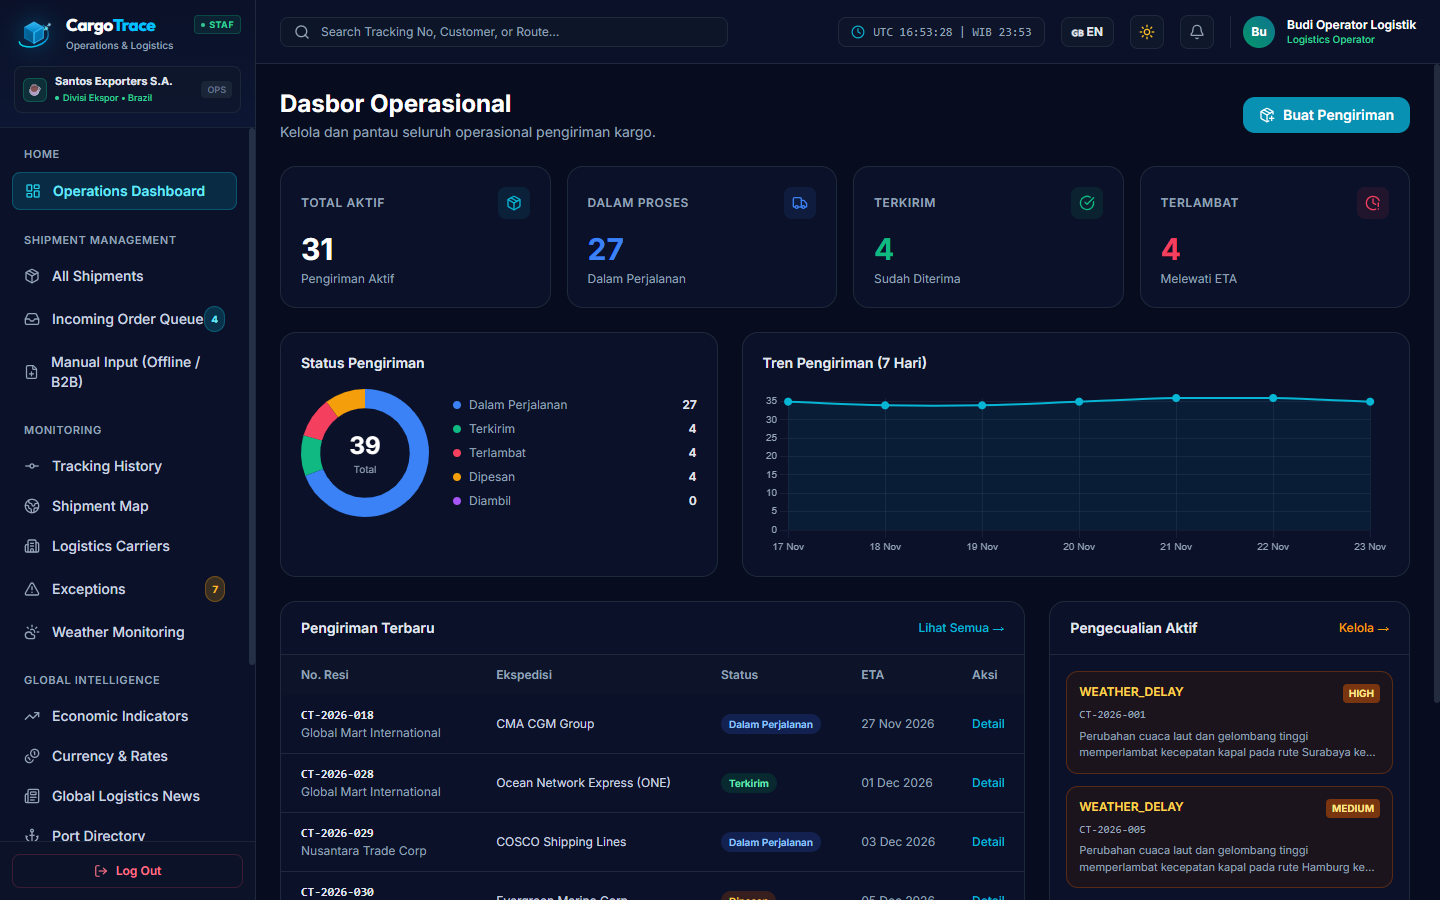 CargoTrace
Operations & Logistics
• STAF
Santos Exporters S.A.
• Divisi Ekspor • Brazil
OPS
HOME
Operations Dashboard
SHIPMENT MANAGEMENT
All Shipments
Incoming Order Queue 4
Manual Input (Offline /
B2B)
MONITORING
Tracking History
Shipment Map
Logistics Carriers
Exceptions 7
Weather Monitoring
GLOBAL INTELLIGENCE
Economic Indicators
Currency & Rates
Global Logistics News
Port Directory
Log Out
Search Tracking No, Customer, or Route...
UTC 16:53:28 | WIB 23:53
GB EN
Bu
Budi Operator Logistik
Logistics Operator
Dasbor Operasional
Kelola dan pantau seluruh operasional pengiriman kargo.
Buat Pengiriman
TOTAL AKTIF
31
Pengiriman Aktif
DALAM PROSES
27
Dalam Perjalanan
TERKIRIM
4
Sudah Diterima
TERLAMBAT
4
Melewati ETA
Status Pengiriman
39
Total
Dalam Perjalanan 27
Terkirim 4
Terlambat 4
Dipesan 4
Diambil 0
Tren Pengiriman (7 Hari)
35
30
25
20
15
10
5
0
17 Nov 18 Nov 19 Nov 20 Nov 21 Nov 22 Nov 23 Nov
Pengiriman Terbaru
Lihat Semua →
No. Resi Ekspedisi Status ETA Aksi
CT-2026-018
Global Mart International
CMA CGM Group Dalam Perjalanan 27 Nov 2026 Detail
CT-2026-028
Global Mart International
Ocean Network Express (ONE) Terkirim 01 Dec 2026 Detail
CT-2026-029
Nusantara Trade Corp
COSCO Shipping Lines Dalam Perjalanan 03 Dec 2026 Detail
CT-2026-030
Evergreen Marine Corp Dipesan 05 Dec 2026 Detail
Pengecualian Aktif
Kelola →
WEATHER_DELAY
HIGH
CT-2026-001
Perubahan cuaca laut dan gelombang tinggi
memperlambat kecepatan kapal pada rute Surabaya ke...
WEATHER_DELAY
MEDIUM
CT-2026-005
Perubahan cuaca laut dan gelombang tinggi
memperlambat kecepatan kapal pada rute Hamburg ke...